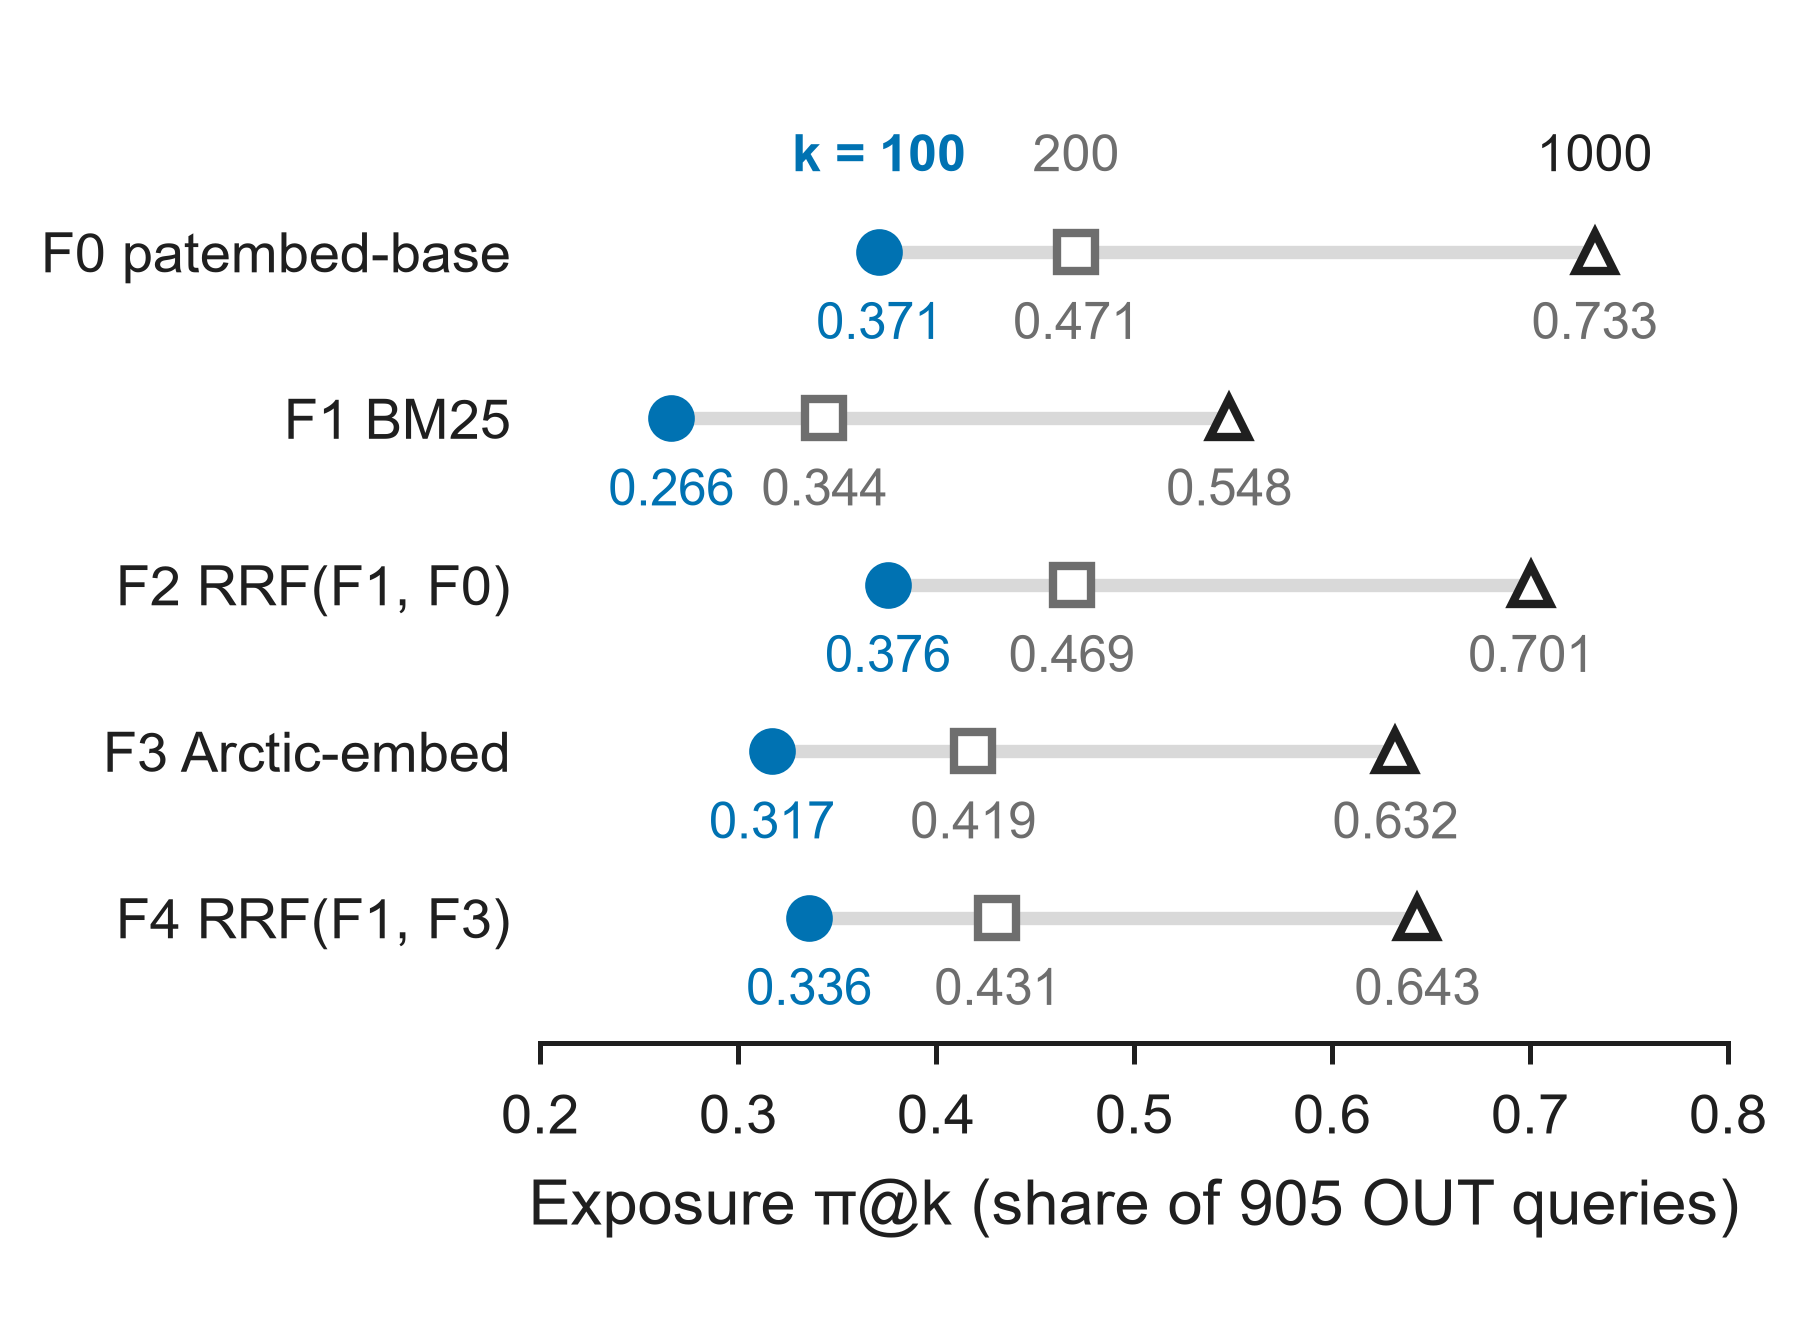 k = 100 200 1000
F0 patembed-base
0.371 0.471 0.733
F1 BM25
0.266 0.344 0.548
F2 RRF(F1, F0)
0.376 0.469 0.701
F3 Arctic-embed
0.317 0.419 0.632
F4 RRF(F1, F3)
0.336 0.431 0.643
0.2 0.3 0.4 0.5 0.6 0.7 0.8
Exposure π@k (share of 905 OUT queries)